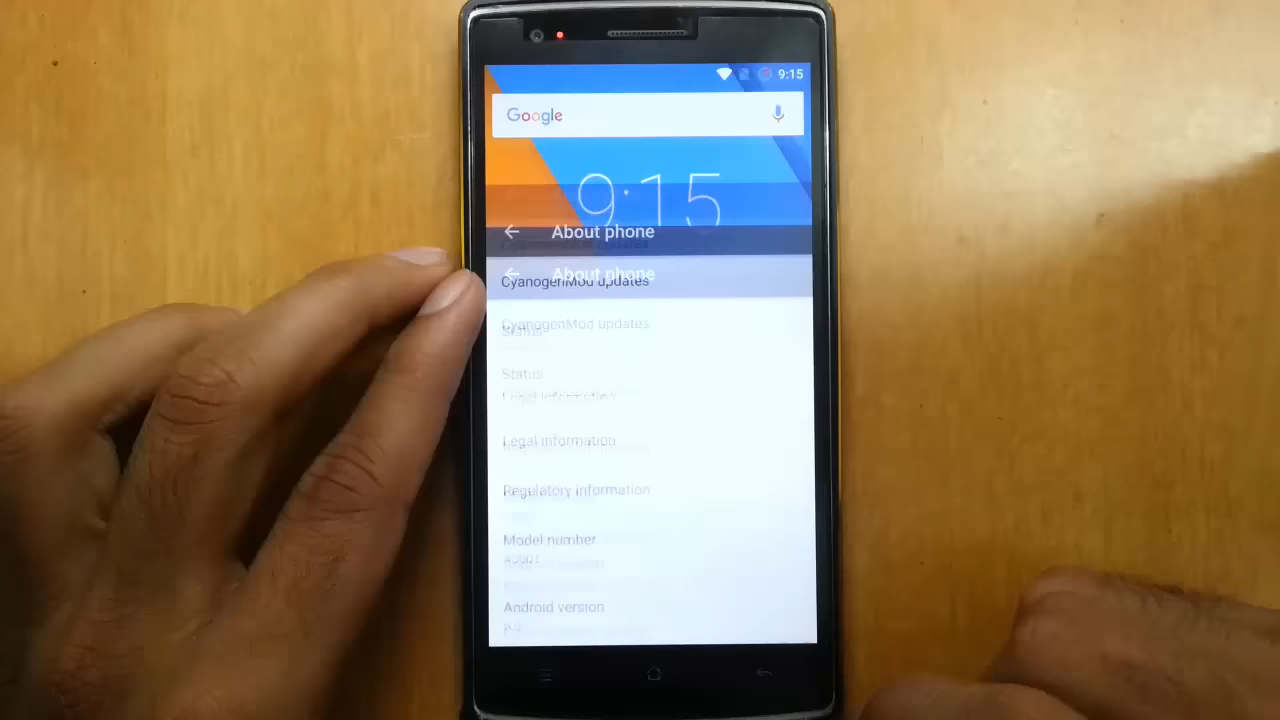 9:15
Google
9:15
About phone
About phone
CyanogenMod updates
CyanogenMod updates
Status
Status
Legal information
Regulatory information
Model number
Android version